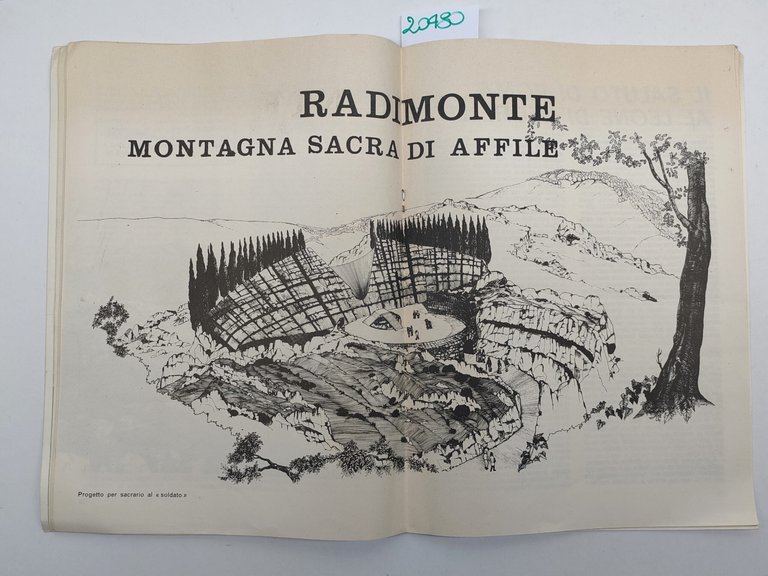 20480
RADIMONTE
MONTAGNA SACRA DI AFFILE
Progetto per sacrario al « soldato »